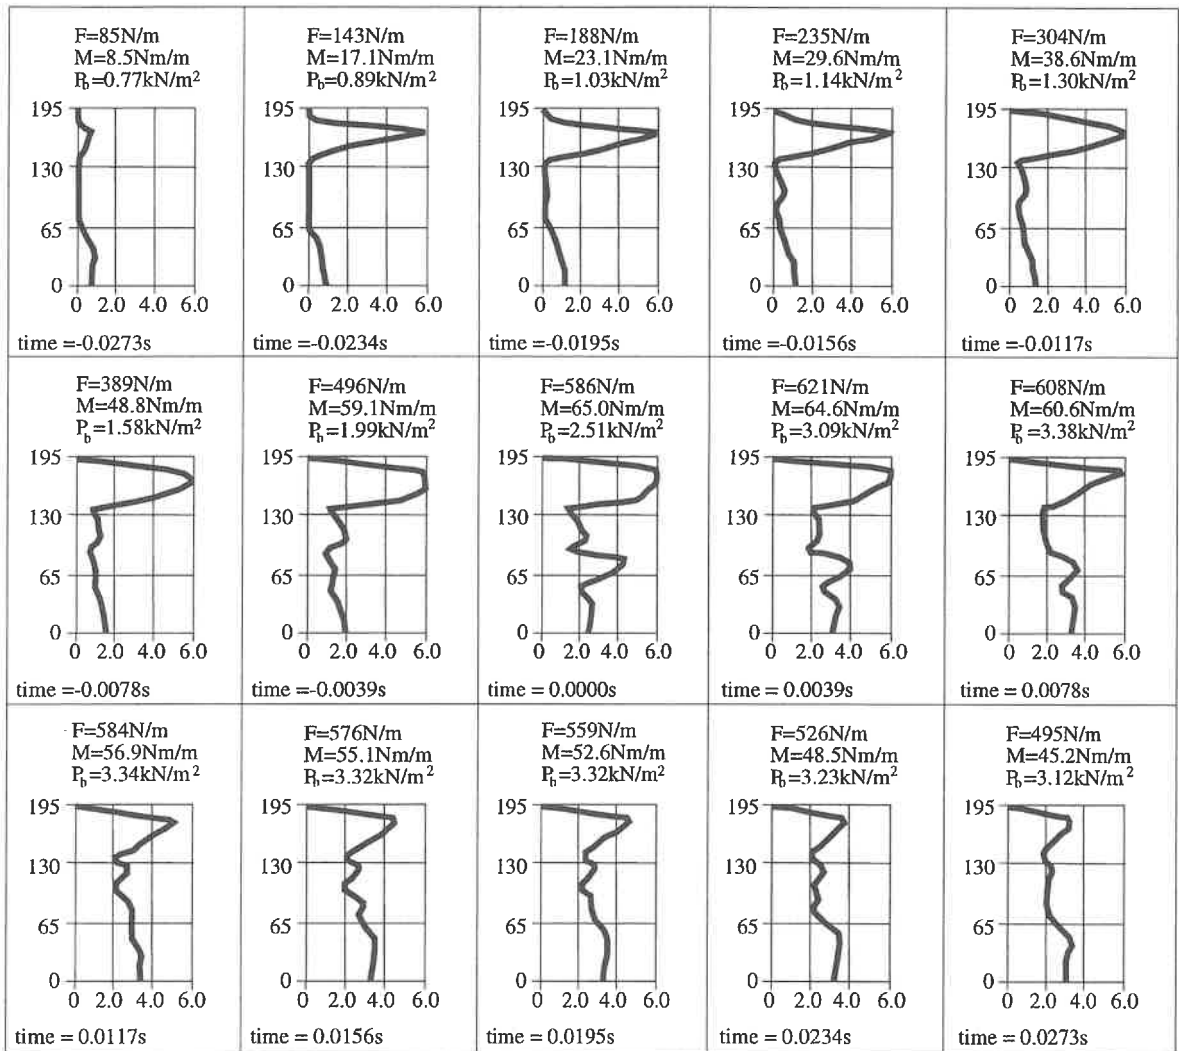 F=85N/m
M=8.5Nm/m
P_b=0.77kN/m²
195
130
65
0
0 2.0 4.0 6.0
time =-0.0273s
F=143N/m
M=17.1Nm/m
P_b=0.89kN/m²
195
130
65
0
0 2.0 4.0 6.0
time =-0.0234s
F=188N/m
M=23.1Nm/m
P_b=1.03kN/m²
195
130
65
0
0 2.0 4.0 6.0
time =-0.0195s
F=235N/m
M=29.6Nm/m
P_b=1.14kN/m²
195
130
65
0
0 2.0 4.0 6.0
time =-0.0156s
F=304N/m
M=38.6Nm/m
P_b=1.30kN/m²
195
130
65
0
0 2.0 4.0 6.0
time =-0.0117s
F=389N/m
M=48.8Nm/m
P_b=1.58kN/m²
195
130
65
0
0 2.0 4.0 6.0
time =-0.0078s
F=496N/m
M=59.1Nm/m
P_b=1.99kN/m²
195
130
65
0
0 2.0 4.0 6.0
time =-0.0039s
F=586N/m
M=65.0Nm/m
P_b=2.51kN/m²
195
130
65
0
0 2.0 4.0 6.0
time = 0.0000s
F=621N/m
M=64.6Nm/m
P_b=3.09kN/m²
195
130
65
0
0 2.0 4.0 6.0
time = 0.0039s
F=608N/m
M=60.6Nm/m
P_b=3.38kN/m²
195
130
65
0
0 2.0 4.0 6.0
time = 0.0078s
F=584N/m
M=56.9Nm/m
P_b=3.34kN/m²
195
130
65
0
0 2.0 4.0 6.0
time = 0.0117s
F=576N/m
M=55.1Nm/m
P_b=3.32kN/m²
195
130
65
0
0 2.0 4.0 6.0
time = 0.0156s
F=559N/m
M=52.6Nm/m
P_b=3.32kN/m²
195
130
65
0
0 2.0 4.0 6.0
time = 0.0195s
F=526N/m
M=48.5Nm/m
P_b=3.23kN/m²
195
130
65
0
0 2.0 4.0 6.0
time = 0.0234s
F=495N/m
M=45.2Nm/m
P_b=3.12kN/m²
195
130
65
0
0 2.0 4.0 6.0
time = 0.0273s